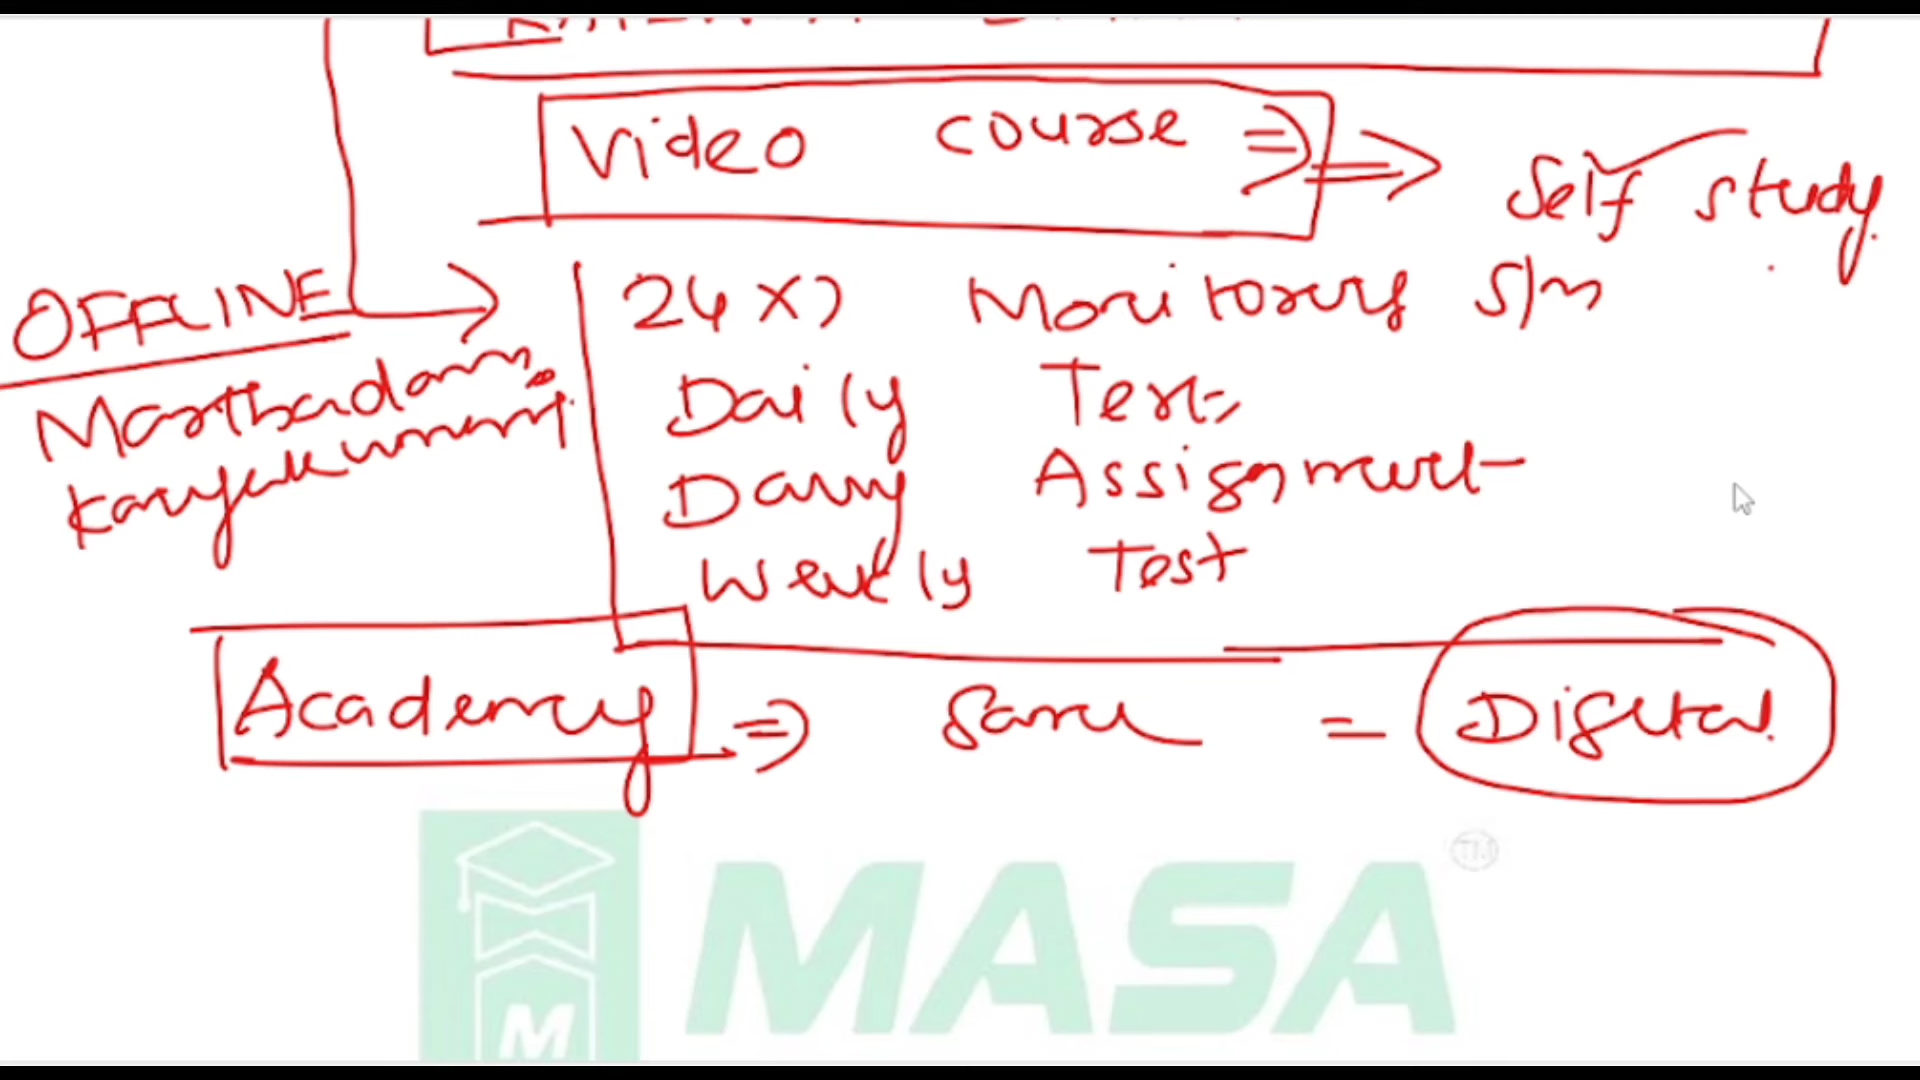 Video course ⇒ ⇒ Self study.
OFFLINE → 24 x 7 Monitoring S/m
Marthadam,
Kanyakumari.
Daily Test,
Daily Assignment
Weekly Test
Academy ⇒ Same = Digital.
MASA
M